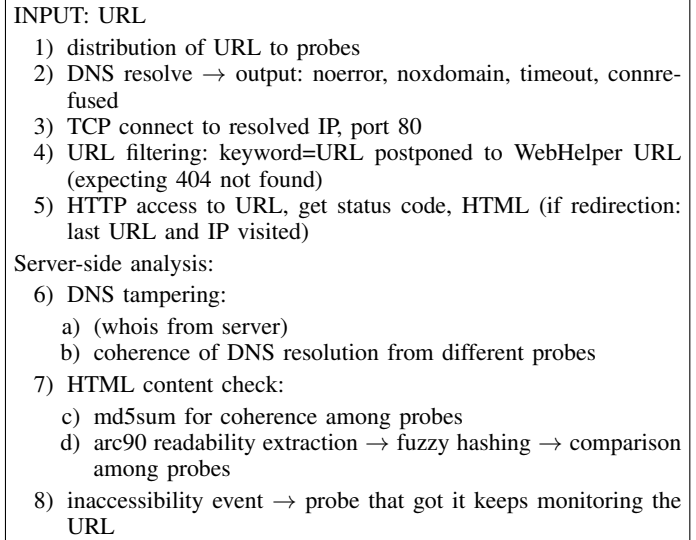 INPUT: URL
1) distribution of URL to probes
2) DNS resolve → output: noerror, noxdomain, timeout, connre-
fused
3) TCP connect to resolved IP, port 80
4) URL filtering: keyword=URL postponed to WebHelper URL
(expecting 404 not found)
5) HTTP access to URL, get status code, HTML (if redirection:
last URL and IP visited)
Server-side analysis:
6) DNS tampering:
a) (whois from server)
b) coherence of DNS resolution from different probes
7) HTML content check:
c) md5sum for coherence among probes
d) arc90 readability extraction → fuzzy hashing → comparison
among probes
8) inaccessibility event → probe that got it keeps monitoring the
URL